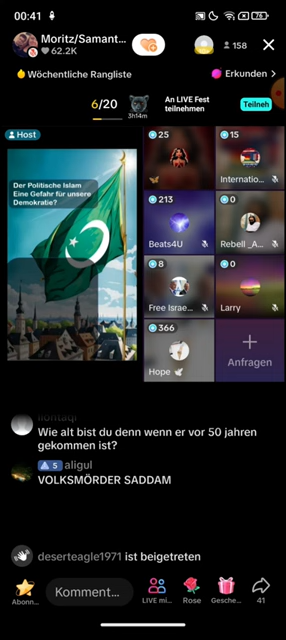 00:41
76
Moritz/Samant...
62.2K
158
Wöchentliche Rangliste
Erkunden >
6/20
3h14m
An LIVE Fest
teilnehmen
Teilneh
Host
Der Politische Islam
Eine Gefahr für unsere
Demokratie?
25
15
Internatio...
213
Beats4U
0
Rebell _A...
8
Free Israe...
0
Larry
366
Hope
+
Anfragen
Wie alt bist du denn wenn er vor 50 jahren
gekommen ist?
5 aligul
VOLKSMÖRDER SADDAM
deserteagle1971 ist beigetreten
Abonn...
Komment...
LIVE mi...
Rose
Gesche...
41